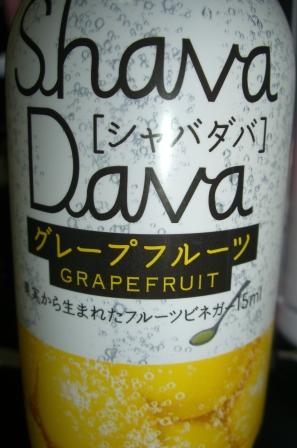 Shava
[シャバダバ]
Dava
グレープフルーツ
GRAPEFRUIT
果実から生まれたフルーツビネガー15ml